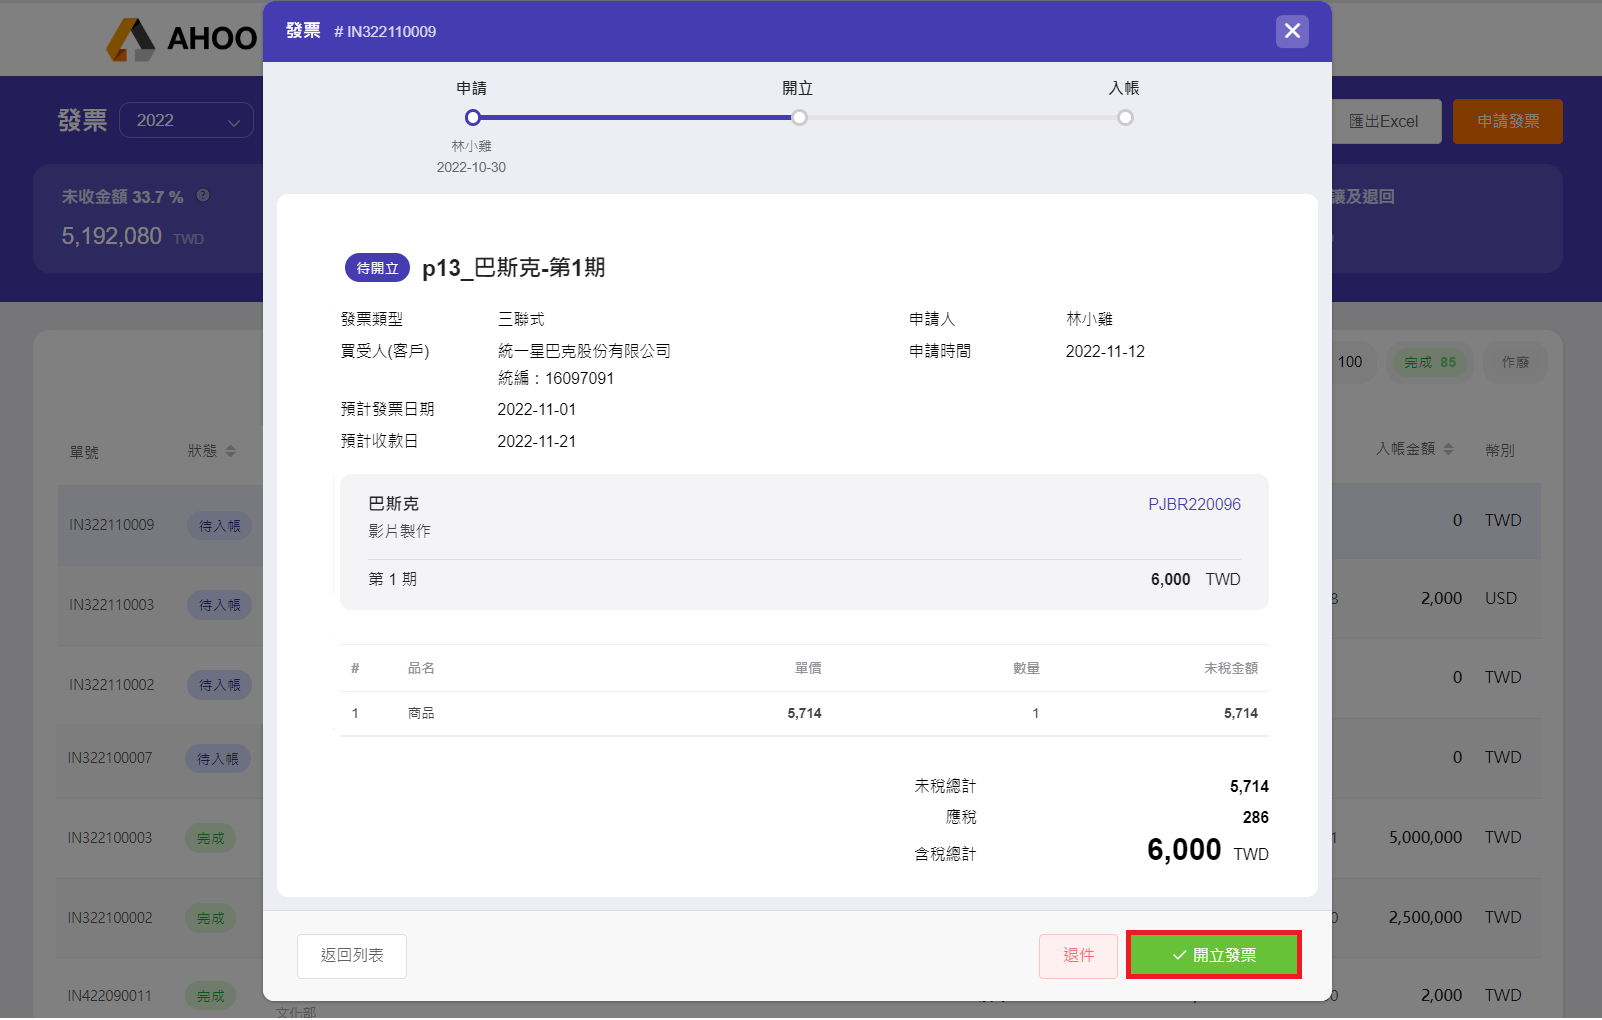 AHOO
發票 2022
未收金額 33.7 %
5,192,080 TWD
匯出Excel
申請發票
讓及退回
100
完成 85
作廢
單號 狀態 入帳金額 幣別
IN322110009 待入帳 0 TWD
IN322110003 待入帳 2,000 USD
IN322110002 待入帳 0 TWD
IN322100007 待入帳 0 TWD
IN322100003 完成 5,000,000 TWD
IN322100002 完成 2,500,000 TWD
IN422090011 完成 2,000 TWD
文化部
發票 # IN322110009
申請 開立 入帳
林小雞
2022-10-30
待開立 p13_巴斯克-第1期
發票類型 三聯式 申請人 林小雞
買受人(客戶) 統一星巴克股份有限公司 申請時間 2022-11-12
統編：16097091
預計發票日期 2022-11-01
預計收款日 2022-11-21
巴斯克 PJBR220096
影片製作
第 1 期 6,000 TWD
# 品名 單價 數量 未稅金額
1 商品 5,714 1 5,714
未稅總計 5,714
應稅 286
含稅總計 6,000 TWD
返回列表 退件 開立發票